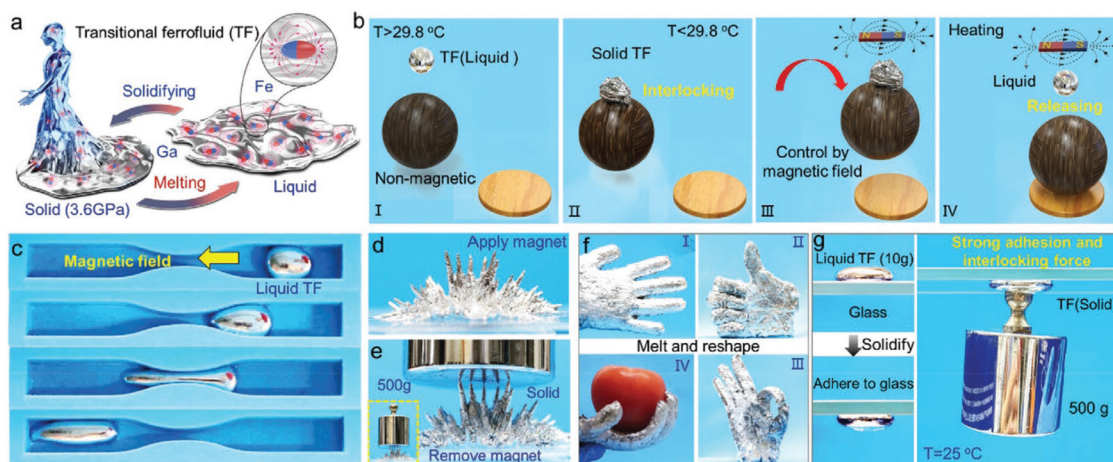 a
Transitional ferrofluid (TF)
Solidifying
Fe
Ga
Melting
Liquid
Solid (3.6GPa)
b
T>29.8 °C
TF(Liquid )
Non-magnetic
I
T<29.8 °C
Solid TF
Interlocking
II
N S
Control by
magnetic field
III
Heating
N S
Liquid
Releasing
IV
c
Magnetic field
Liquid TF
d
Apply magnet
e
500g
Solid
Remove magnet
f
I
II
Melt and reshape
IV
III
g
Liquid TF (10g)
Glass
Solidify
Adhere to glass
Strong adhesion and
interlocking force
TF(Solid
500 g
T=25 °C